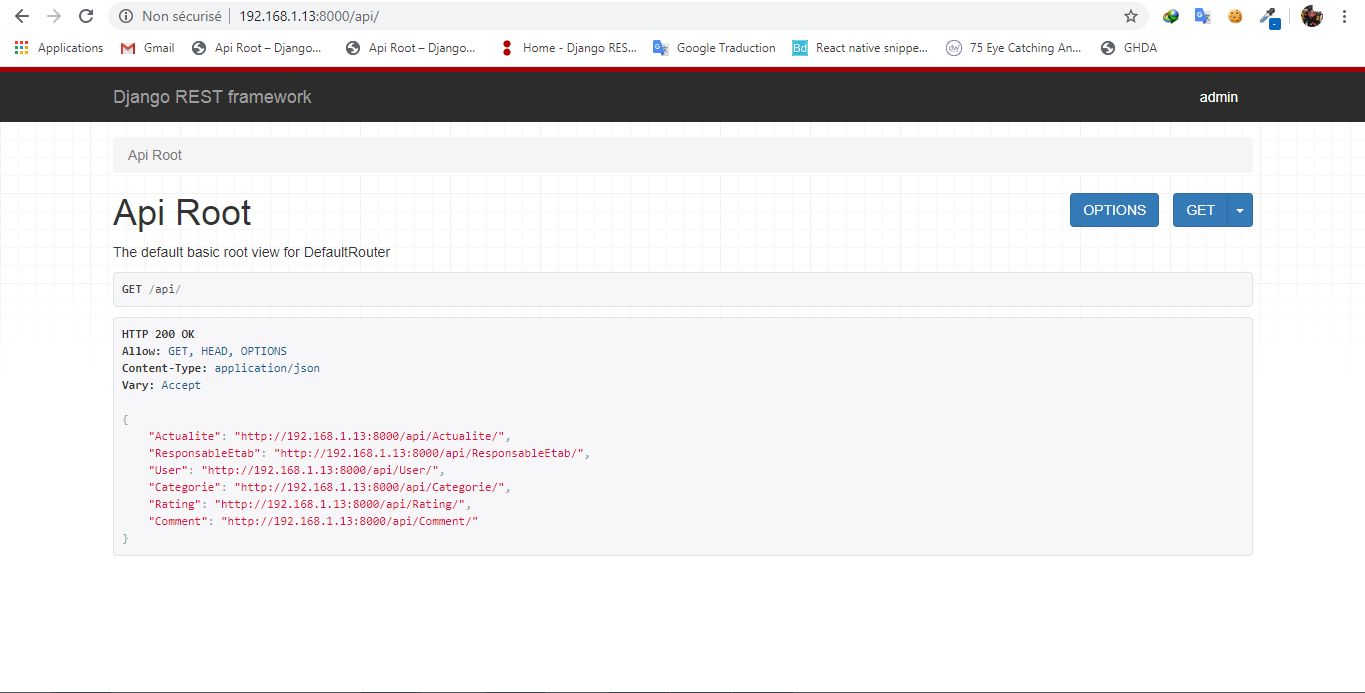 Non sécurisé | 192.168.1.13:8000/api/
Applications Gmail Api Root – Django... Api Root – Django... Home - Django RES... Google Traduction Bd React native snippe... dw 75 Eye Catching An... GHDA
Django REST framework admin
Api Root
Api Root OPTIONS GET
The default basic root view for DefaultRouter
GET /api/
HTTP 200 OK
Allow: GET, HEAD, OPTIONS
Content-Type: application/json
Vary: Accept
{
"Actualite": "http://192.168.1.13:8000/api/Actualite/",
"ResponsableEtab": "http://192.168.1.13:8000/api/ResponsableEtab/",
"User": "http://192.168.1.13:8000/api/User/",
"Categorie": "http://192.168.1.13:8000/api/Categorie/",
"Rating": "http://192.168.1.13:8000/api/Rating/",
"Comment": "http://192.168.1.13:8000/api/Comment/"
}